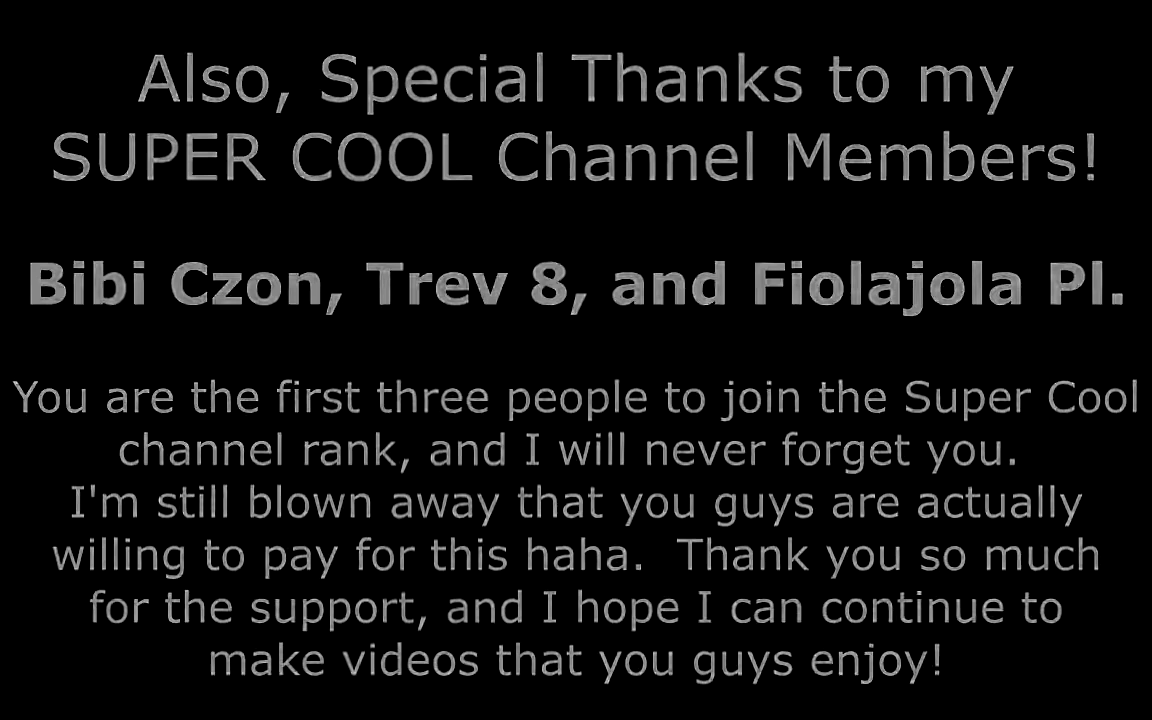 Also, Special Thanks to my
SUPER COOL Channel Members!
Bibi Czon, Trev 8, and Fiolajola Pl.
You are the first three people to join the Super Cool
channel rank, and I will never forget you.
I'm still blown away that you guys are actually
willing to pay for this haha.  Thank you so much
for the support, and I hope I can continue to
make videos that you guys enjoy!